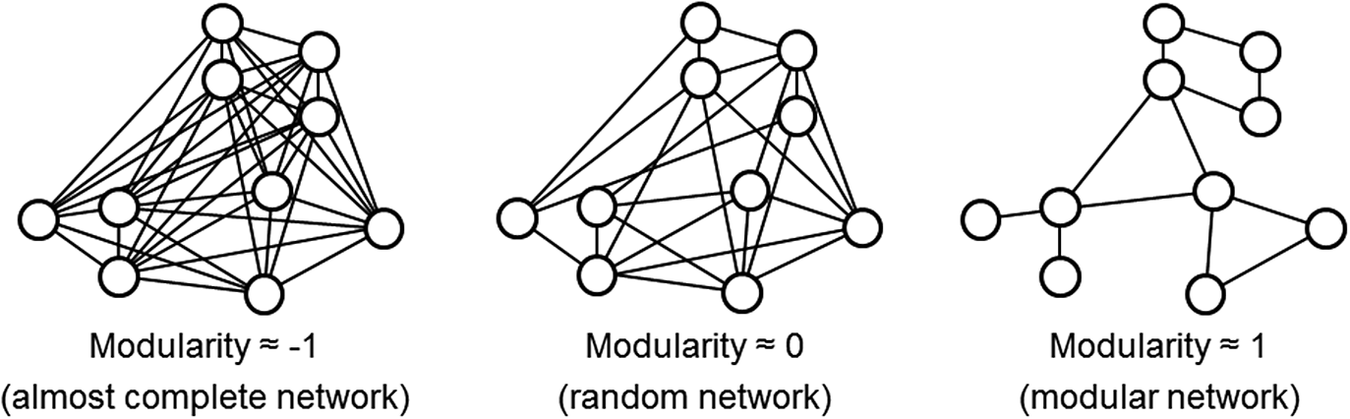 Modularity ≈ -1
(almost complete network)
Modularity ≈ 0
(random network)
Modularity ≈ 1
(modular network)